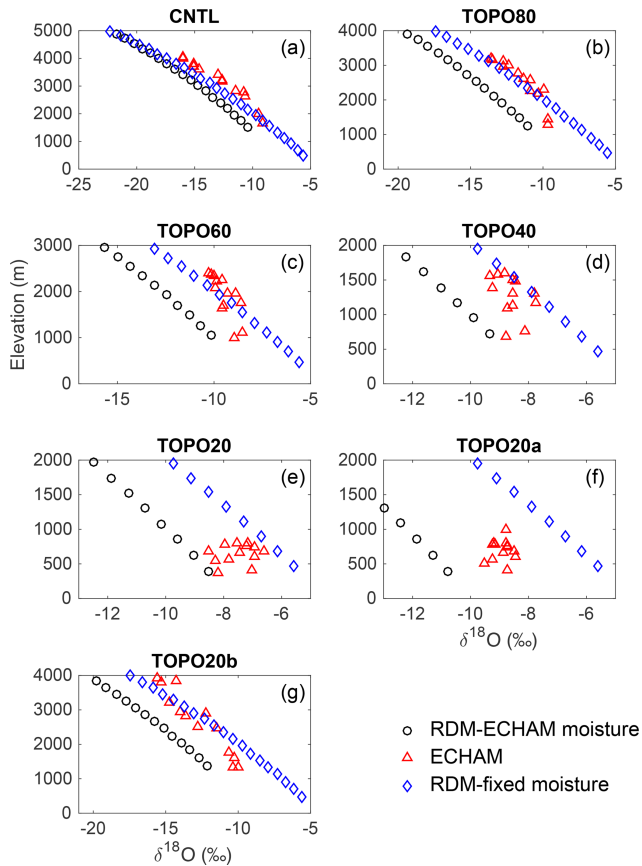 CNTL
(a)
5000
4000
3000
2000
1000
0
-25 -20 -15 -10 -5
TOPO80
(b)
4000
3000
2000
1000
0
-20 -15 -10 -5
TOPO60
(c)
3000
2000
1000
0
-15 -10 -5
Elevation (m)
TOPO40
(d)
2000
1500
1000
500
0
-12 -10 -8 -6
TOPO20
(e)
2000
1500
1000
500
0
-12 -10 -8 -6
TOPO20a
(f)
2000
1500
1000
500
0
-12 -10 -8 -6
δ18O (‰)
TOPO20b
(g)
4000
3000
2000
1000
0
-20 -15 -10 -5
δ18O (‰)
RDM-ECHAM moisture
ECHAM
RDM-fixed moisture